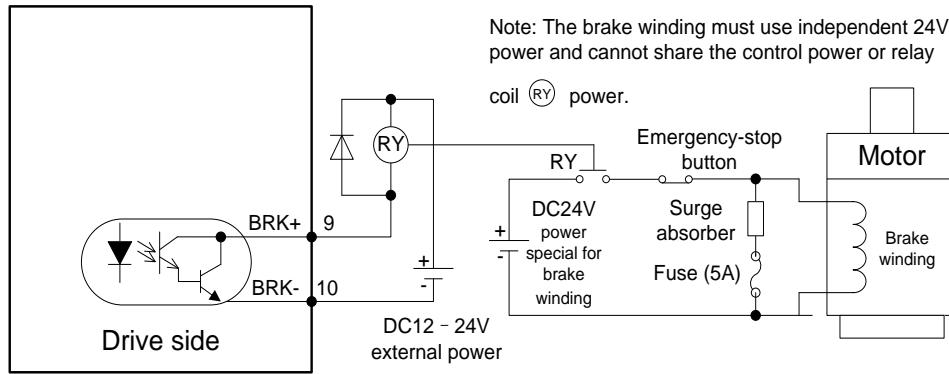 Note: The brake winding must use independent 24V
power and cannot share the control power or relay
coil RY power.
RY
BRK+ 9
BRK- 10
Drive side
+
-
DC12－24V
external power
RY
Emergency-stop
button
+
-
DC24V
power
special for
brake
winding
Surge
absorber
Fuse (5A)
Motor
Brake
winding